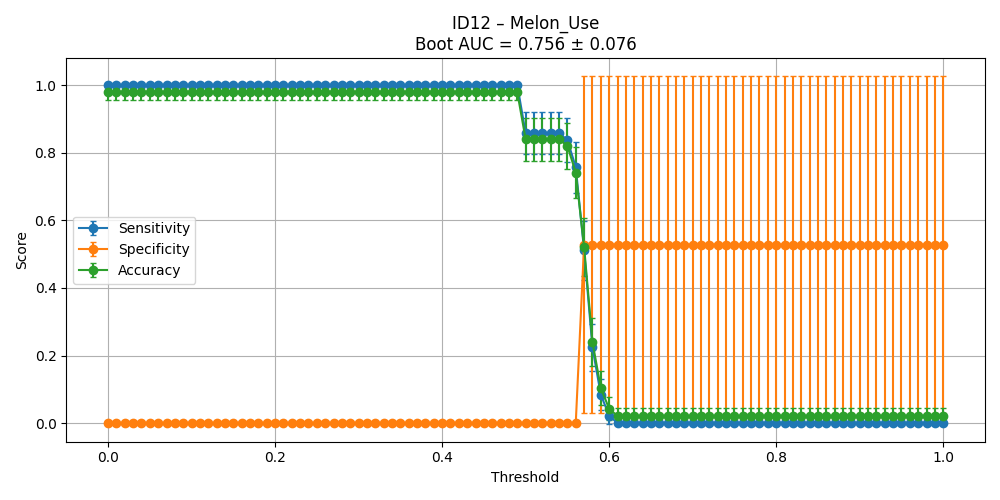 ID12 – Melon_Use
Boot AUC = 0.756 ± 0.076
1.0
0.8
0.6
0.4
0.2
0.0
Score
Sensitivity
Specificity
Accuracy
0.0 0.2 0.4 0.6 0.8 1.0
Threshold